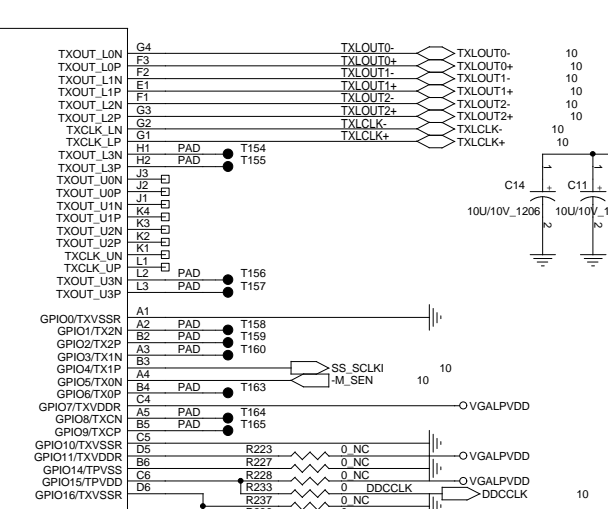 TXOUT_L0N G4 TXLOUT0- TXLOUT0- 10
TXOUT_L0P F3 TXLOUT0+ TXLOUT0+ 10
TXOUT_L1N F2 TXLOUT1- TXLOUT1- 10
TXOUT_L1P E1 TXLOUT1+ TXLOUT1+ 10
TXOUT_L2N F1 TXLOUT2- TXLOUT2- 10
TXOUT_L2P G3 TXLOUT2+ TXLOUT2+ 10
TXCLK_LN G2 TXLCLK- TXLCLK- 10
TXCLK_LP G1 TXLCLK+ TXLCLK+ 10
TXOUT_L3N H1 PAD T154
TXOUT_L3P H2 PAD T155
TXOUT_U0N J3
TXOUT_U0P J2
TXOUT_U1N J1
TXOUT_U1P K4
TXOUT_U2N K3
TXOUT_U2P K2
TXCLK_UN K1
TXCLK_UP L1
TXOUT_U3N L2 PAD T156
TXOUT_U3P L3 PAD T157
1 1
C14 + C11 +
10U/10V_1206 10U/10V_1
2 2
GPIO0/TXVSSR A1
GPIO1/TX2N A2 PAD T158
GPIO2/TX2P B2 PAD T159
GPIO3/TX1N A3 PAD T160
GPIO4/TX1P B3 SS_SCLKI 10
GPIO5/TX0N A4 -M_SEN 10
GPIO6/TX0P B4 PAD T163
GPIO7/TXVDDR C4 VGALPVDD
GPIO8/TXCN A5 PAD T164
GPIO9/TXCP B5 PAD T165
GPIO10/TXVSSR C5
GPIO11/TXVDDR D5 R223 0_NC VGALPVDD
GPIO14/TPVSS B6 R227 0_NC
GPIO15/TPVDD C6 R228 0_NC VGALPVDD
GPIO16/TXVSSR D6 R233 0 DDCCLK DDCCLK 10
R237 0_NC